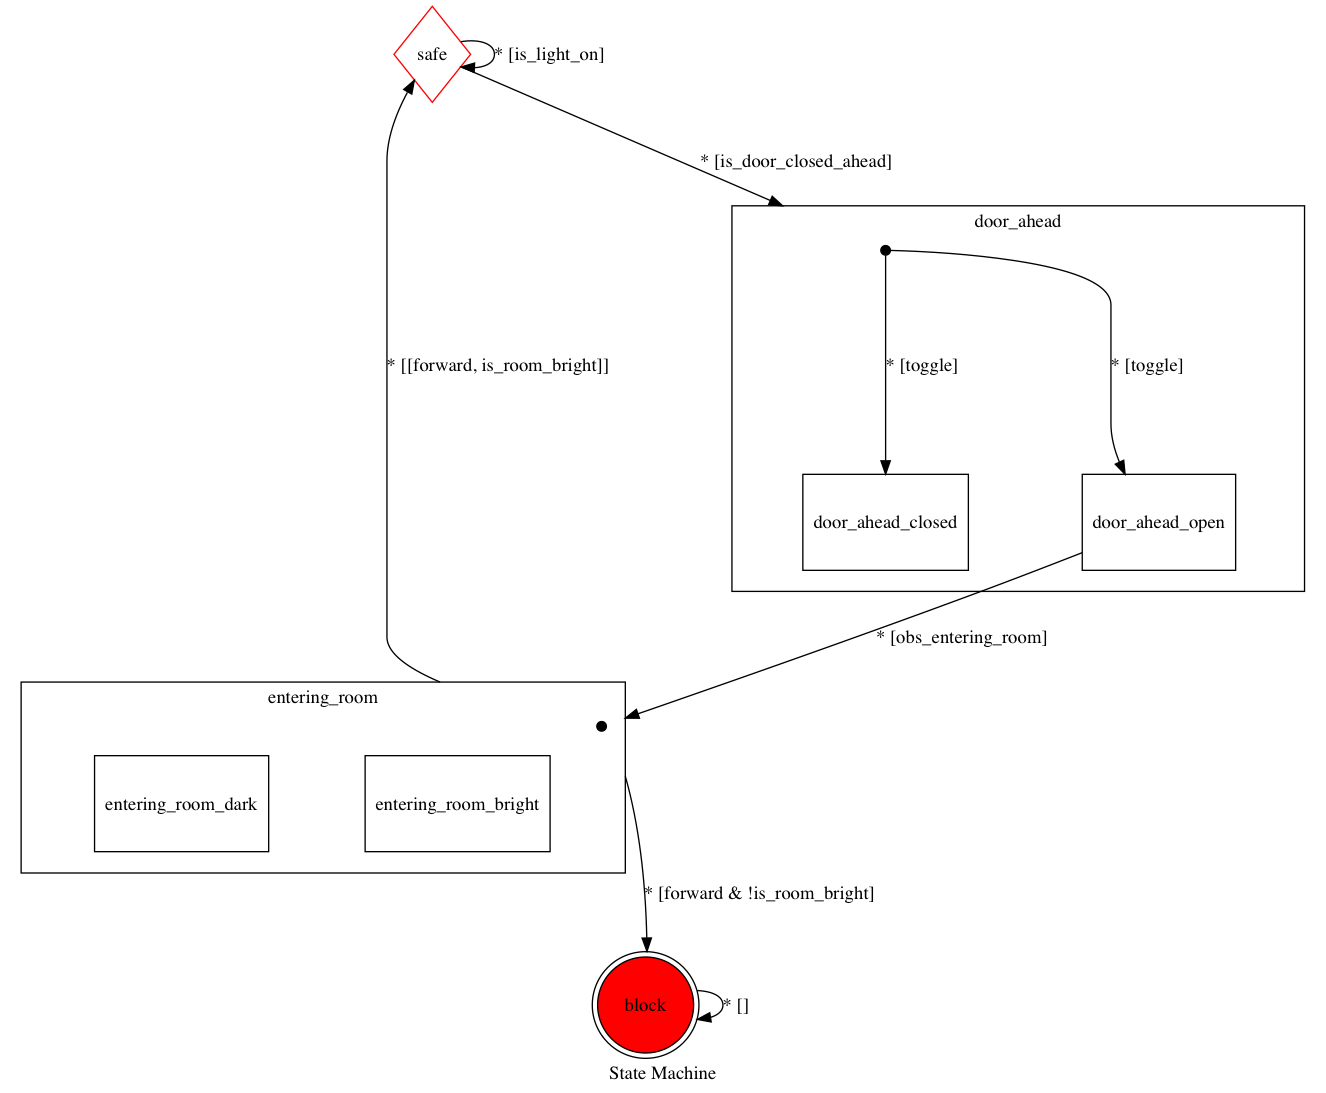 safe
* [is_light_on]
* [is_door_closed_ahead]
door_ahead
* [[forward, is_room_bright]]
* [toggle]
* [toggle]
door_ahead_closed
door_ahead_open
* [obs_entering_room]
entering_room
entering_room_dark
entering_room_bright
* [forward & !is_room_bright]
block
* []
State Machine